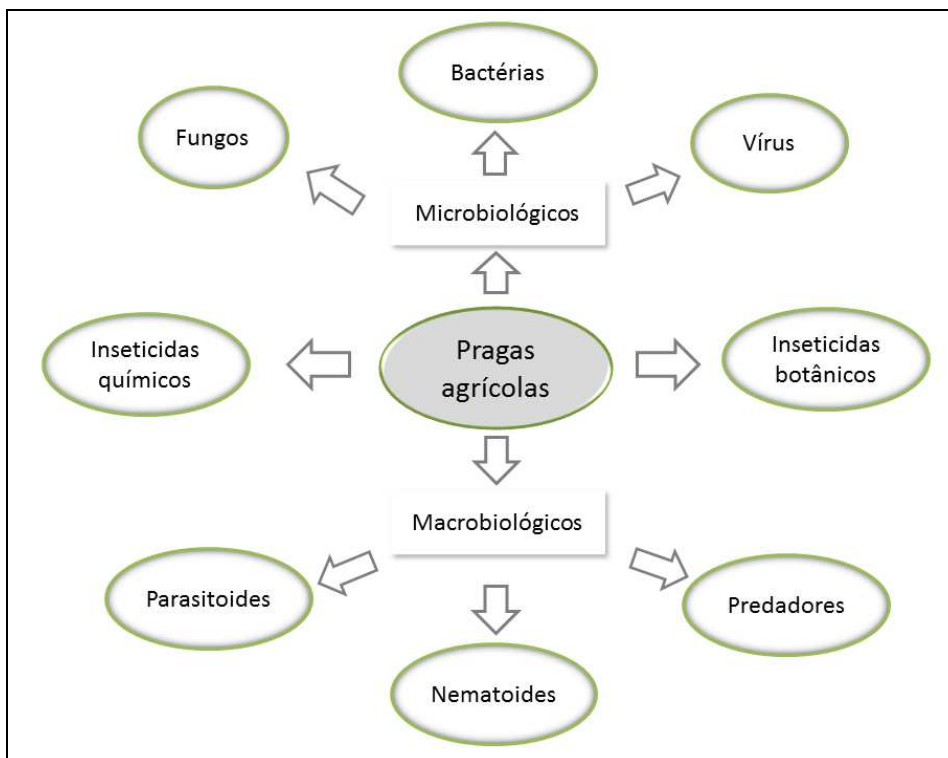 Bactérias
Fungos
Vírus
Microbiológicos
Inseticidas
químicos
Pragas
agrícolas
Inseticidas
botânicos
Macrobiológicos
Parasitoides
Predadores
Nematoides